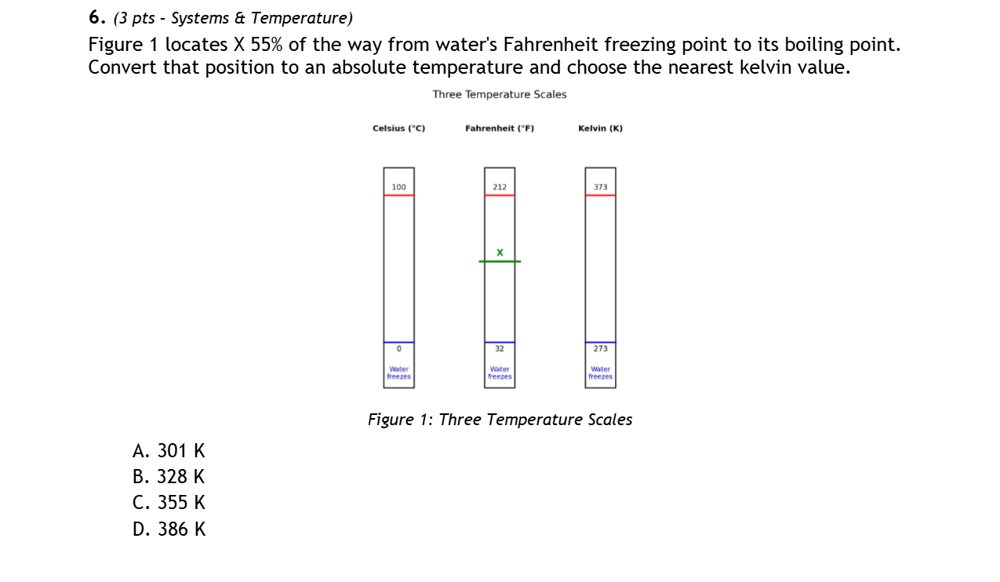 6. (3 pts - Systems & Temperature)
Figure 1 locates X 55% of the way from water's Fahrenheit freezing point to its boiling point.
Convert that position to an absolute temperature and choose the nearest kelvin value.
Three Temperature Scales
Celsius (°C) Fahrenheit (°F) Kelvin (K)
100 212 373
X
0 32 273
Water Water Water
freezes freezes freezes
Figure 1: Three Temperature Scales
A. 301 K
B. 328 K
C. 355 K
D. 386 K